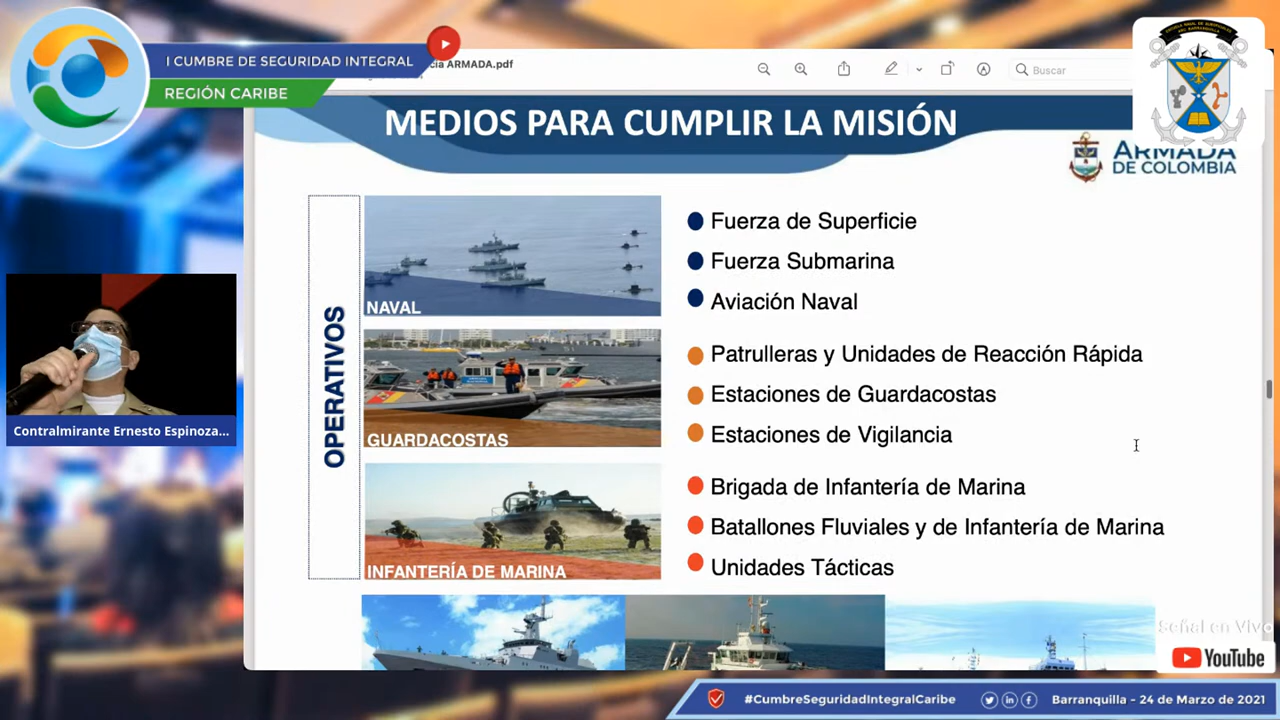 I CUMBRE DE SEGURIDAD INTEGRAL
REGIÓN CARIBE
cia ARMADA.pdf
Buscar
MEDIOS PARA CUMPLIR LA MISIÓN
ARMADA
DE COLOMBIA
OPERATIVOS
NAVAL
Fuerza de Superficie
Fuerza Submarina
Aviación Naval
GUARDACOSTAS
Patrulleras y Unidades de Reacción Rápida
Estaciones de Guardacostas
Estaciones de Vigilancia
INFANTERÍA DE MARINA
Brigada de Infantería de Marina
Batallones Fluviales y de Infantería de Marina
Unidades Tácticas
Contralmirante Ernesto Espinoza...
Señal en Vivo
YouTube
#CumbreSeguridadIntegralCaribe
Barranquilla - 24 de Marzo de 2021